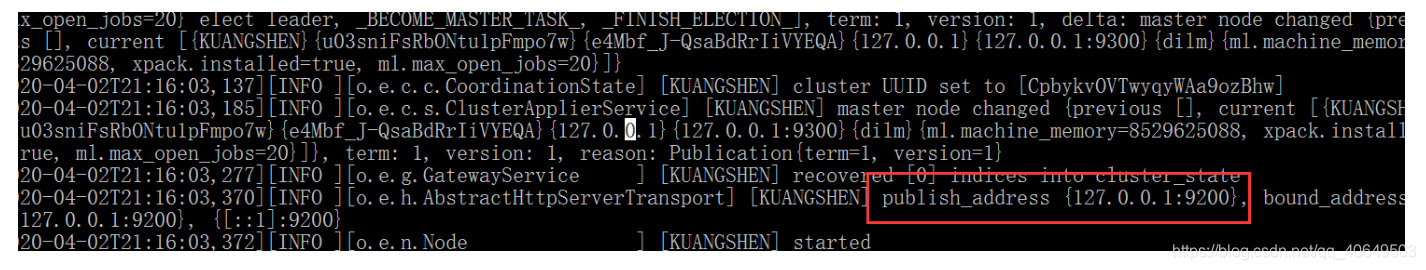 x_open_jobs=20} elect leader, _BECOME_MASTER_TASK_, _FINISH_ELECTION_], term: 1, version: 1, delta: master node changed {pre
s [], current [{KUANGSHEN}{u03sniFsRbONtu1pFmpo7w}{e4Mbf_J-QsaBdRrIiVYEQA}{127.0.0.1}{127.0.0.1:9300}{dilm}{ml.machine_memor
29625088, xpack.installed=true, ml.max_open_jobs=20}]}
20-04-02T21:16:03,137][INFO ][o.e.c.c.CoordinationState] [KUANGSHEN] cluster UUID set to [CpbykvOVTwyqyWAa9ozBhw]
20-04-02T21:16:03,185][INFO ][o.e.c.s.ClusterApplierService] [KUANGSHEN] master node changed {previous [], current [{KUANGSH
u03sniFsRbONtu1pFmpo7w}{e4Mbf_J-QsaBdRrIiVYEQA}{127.0.0.1}{127.0.0.1:9300}{dilm}{ml.machine_memory=8529625088, xpack.install
rue, ml.max_open_jobs=20}]}, term: 1, version: 1, reason: Publication{term=1, version=1}
20-04-02T21:16:03,277][INFO ][o.e.g.GatewayService ] [KUANGSHEN] recovered [0] indices into cluster_state
20-04-02T21:16:03,370][INFO ][o.e.h.AbstractHttpServerTransport] [KUANGSHEN] publish_address {127.0.0.1:9200}, bound_address
127.0.0.1:9200}, {[::1]:9200}
20-04-02T21:16:03,372][INFO ][o.e.n.Node ] [KUANGSHEN] started
https://blog.csdn.net/qq_40649503